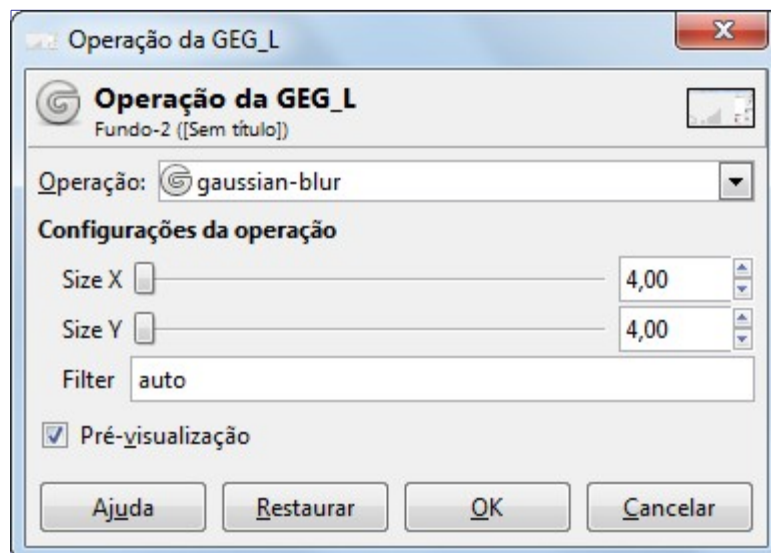 Operação da GEG_L
X
Operação da GEG_L
Fundo-2 ([Sem título])
Operação: gaussian-blur
Configurações da operação
Size X 4,00
Size Y 4,00
Filter auto
Pré-visualização
Ajuda Restaurar OK Cancelar